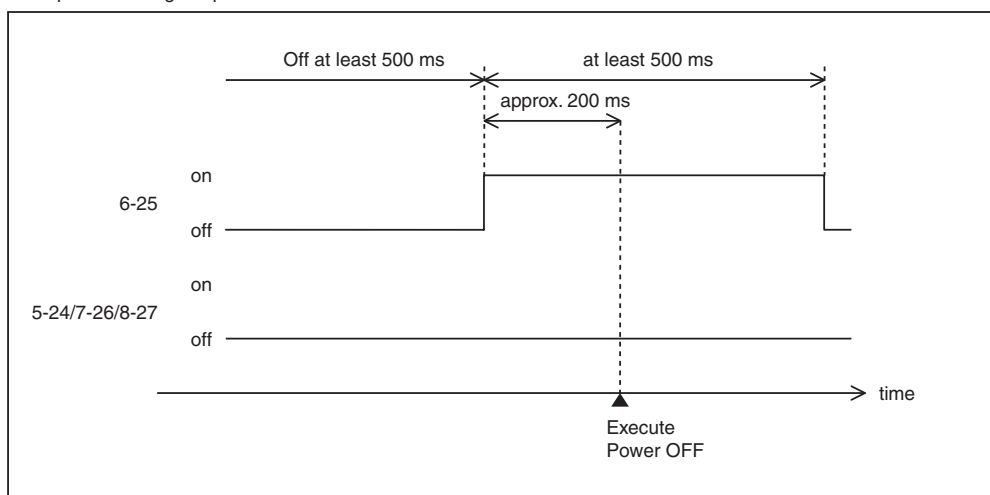 Off at least 500 ms
at least 500 ms
approx. 200 ms
on
6-25
off
on
5-24/7-26/8-27
off
time
Execute
Power OFF